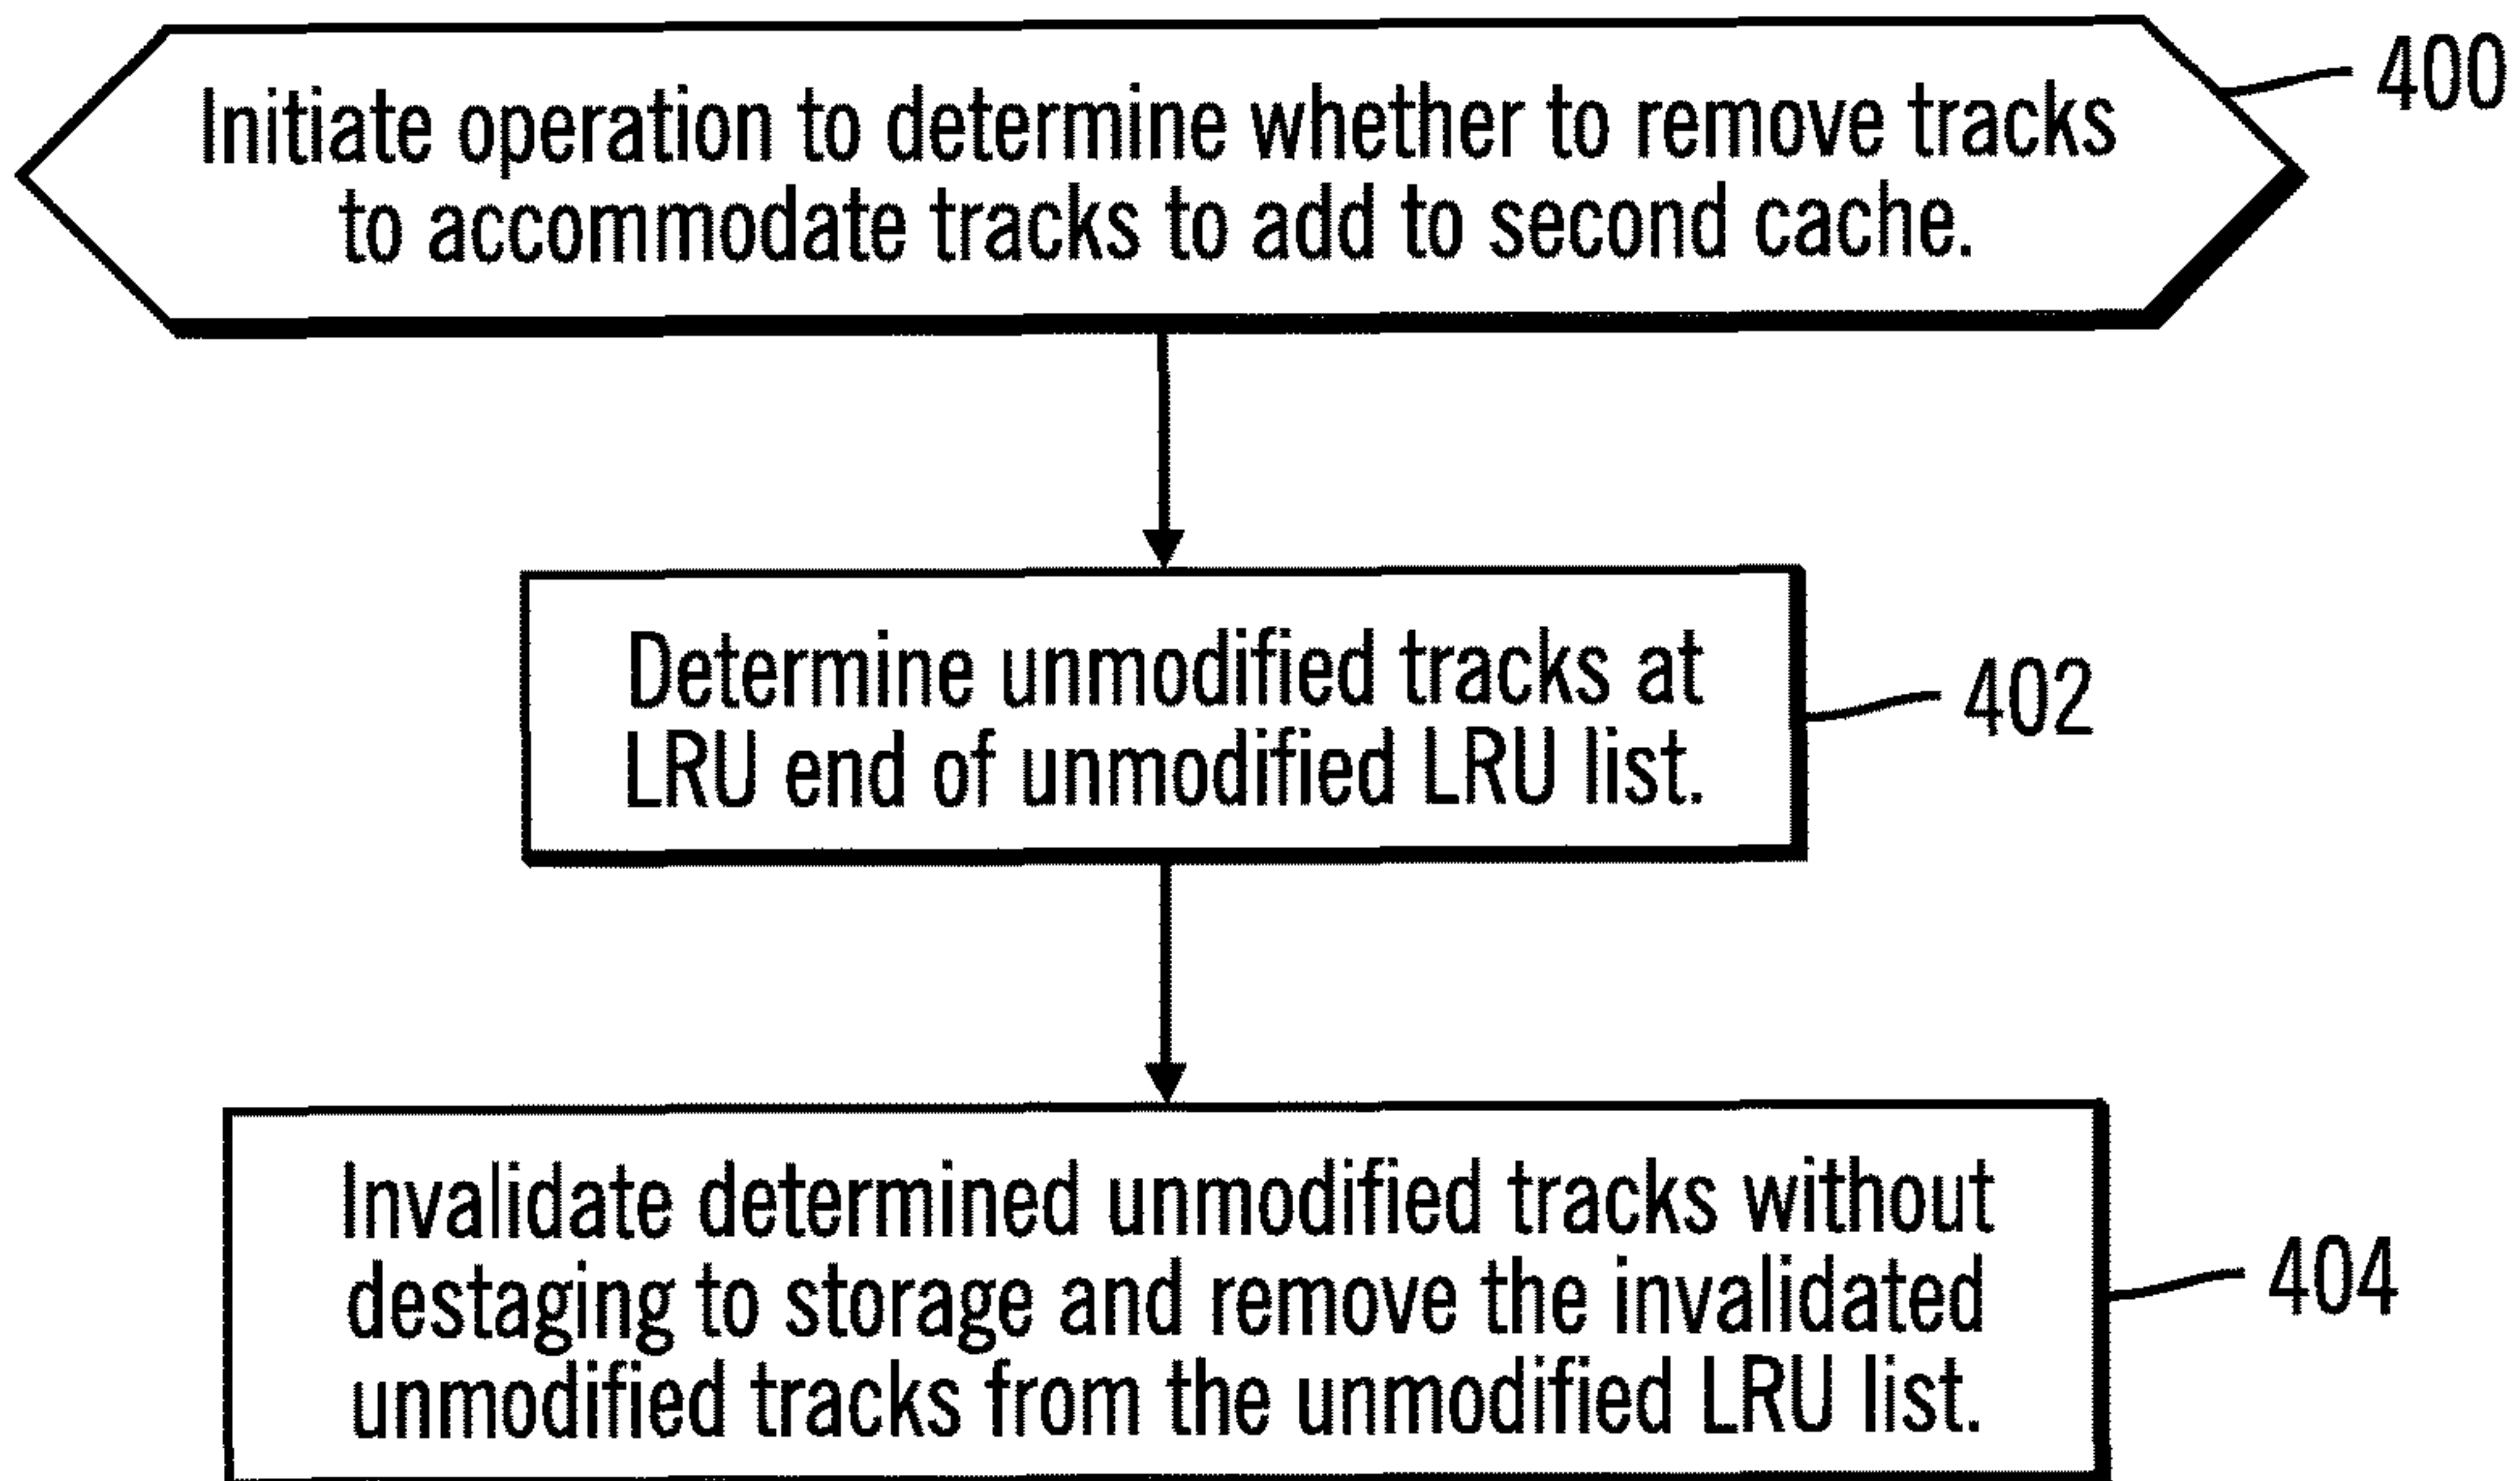 Initiate operation to determine whether to remove tracks
to accommodate tracks to add to second cache.
400
Determine unmodified tracks at
LRU end of unmodified LRU list.
402
Invalidate determined unmodified tracks without
destaging to storage and remove the invalidated
unmodified tracks from the unmodified LRU list.
404